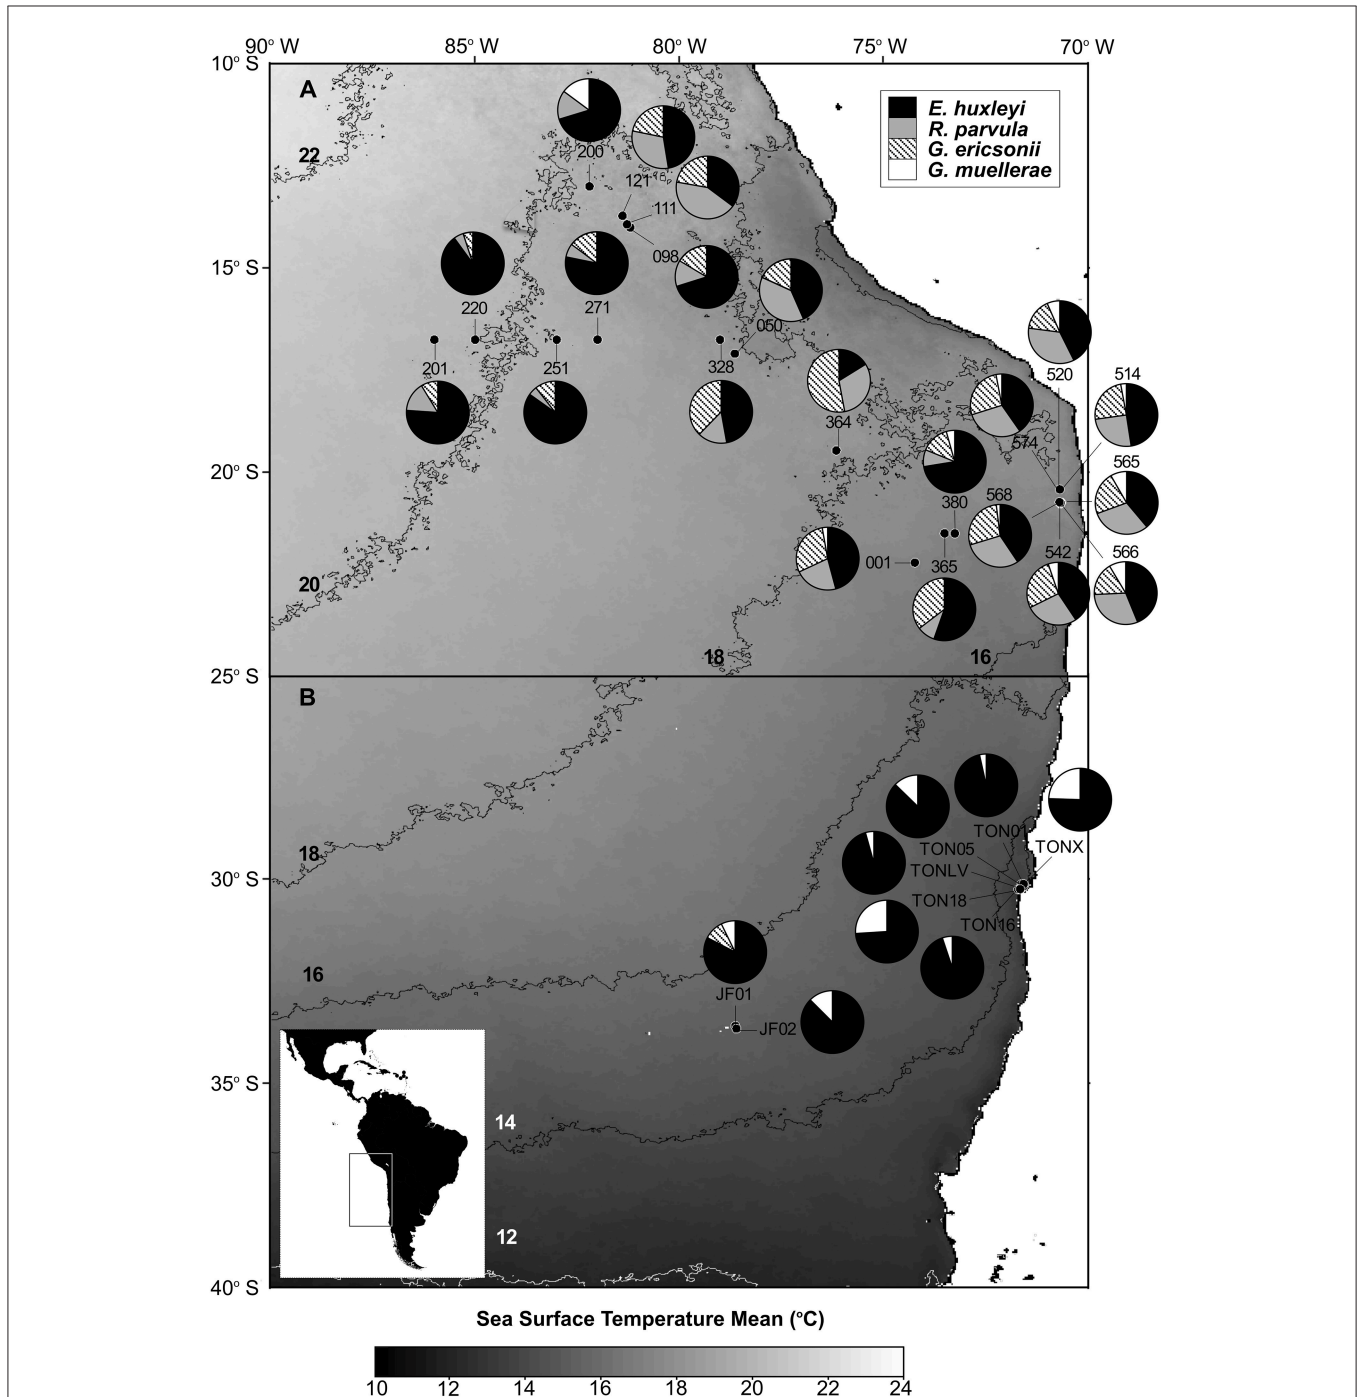 90° W 85° W 80° W 75° W 70° W
10° S
A
E. huxleyi
R. parvula
G. ericsonii
G. muellerae
22
200
121
111
098
15° S
220
271
050
201
251
328
520
514
364
574
565
20° S
380
568
542
566
001
365
20
18
16
25° S
B
TON01
TONX
TON05
18
TONLV
30° S
TON18
TON16
16
JF01
JF02
35° S
14
12
40° S
Sea Surface Temperature Mean (°C)
10 12 14 16 18 20 22 24